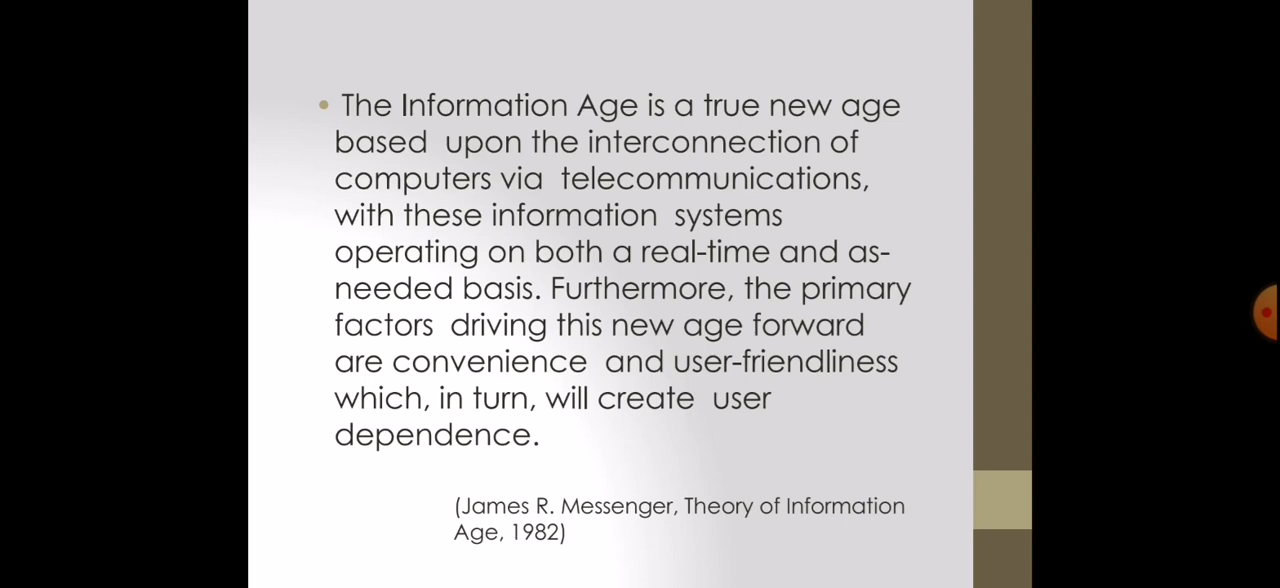 • The Information Age is a true new age
based upon the interconnection of
computers via telecommunications,
with these information systems
operating on both a real-time and as-
needed basis. Furthermore, the primary
factors driving this new age forward
are convenience and user-friendliness
which, in turn, will create user
dependence.
(James R. Messenger, Theory of Information
Age, 1982)